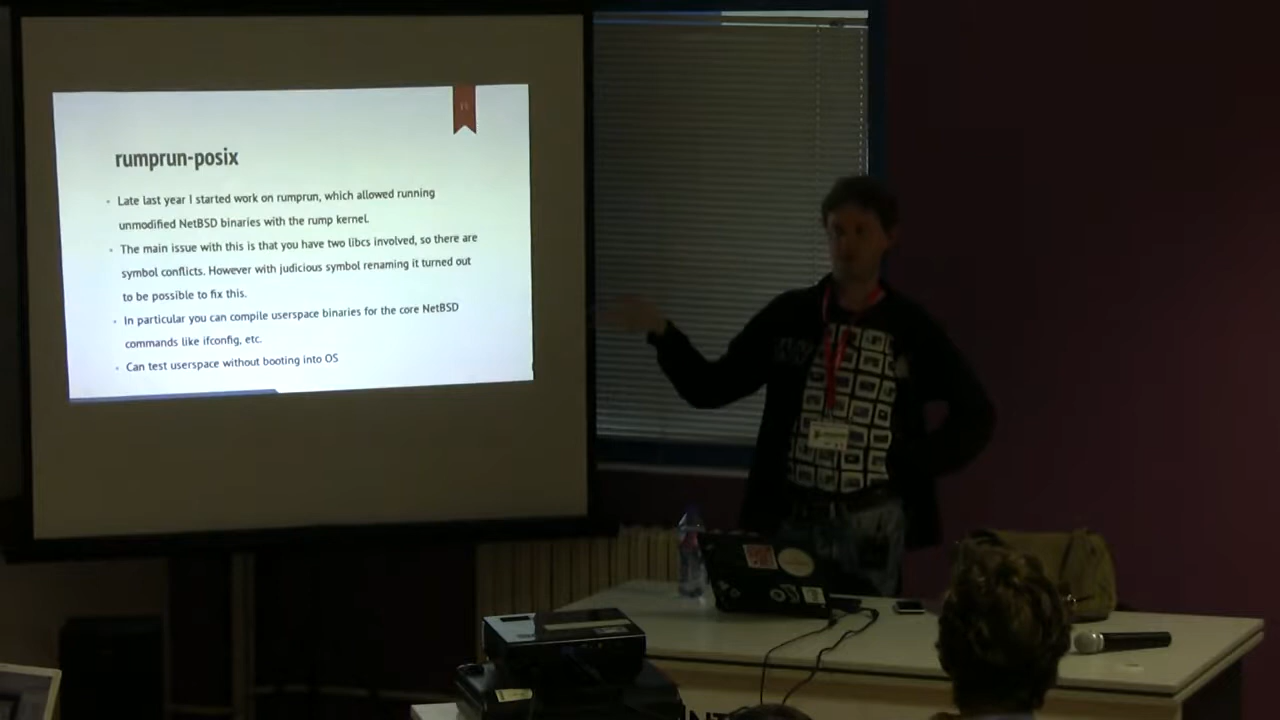 rumprun-posix
Late last year I started work on rumprun, which allowed running
unmodified NetBSD binaries with the rump kernel.
The main issue with this is that you have two libcs involved, so there are
symbol conflicts. However with judicious symbol renaming it turned out
to be possible to fix this.
In particular you can compile userspace binaries for the core NetBSD
commands like ifconfig, etc.
Can test userspace without booting into OS